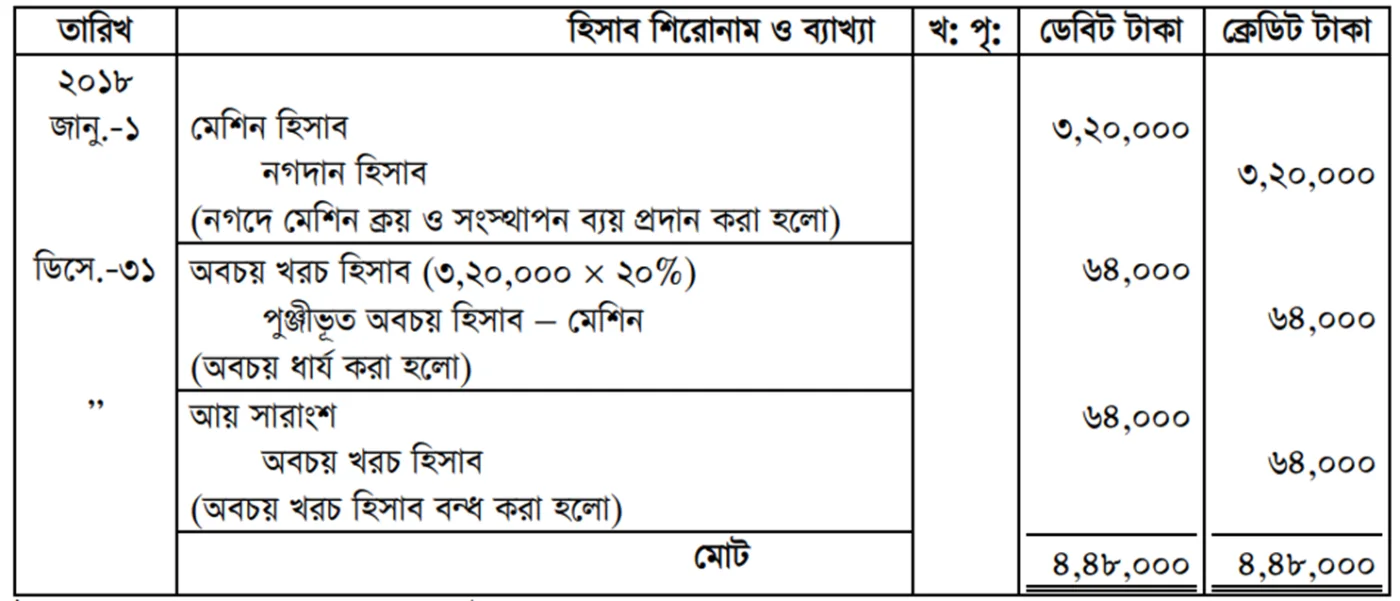 তারিখ হিসাব শিরোনাম ও ব্যাখ্যা খ: পৃ: ডেবিট টাকা ক্রেডিট টাকা
২০১৮
জানু.-১ মেশিন হিসাব ৩,২০,০০০
নগদান হিসাব ৩,২০,০০০
(নগদে মেশিন ক্রয় ও সংস্থাপন ব্যয় প্রদান করা হলো)
ডিসে.-৩১ অবচয় খরচ হিসাব (৩,২০,০০০ × ২০%) ৬৪,০০০
পুঞ্জীভূত অবচয় হিসাব – মেশিন ৬৪,০০০
(অবচয় ধার্য করা হলো)
” আয় সারাংশ ৬৪,০০০
অবচয় খরচ হিসাব ৬৪,০০০
(অবচয় খরচ হিসাব বন্ধ করা হলো)
মোট ৪,৪৮,০০০ ৪,৪৮,০০০